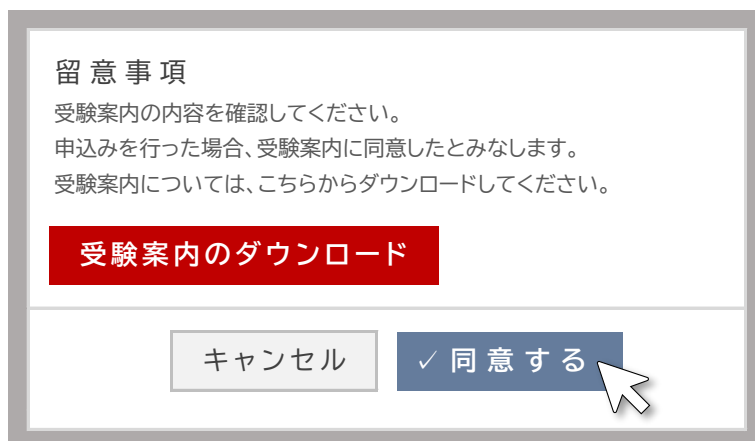 留意事項
受験案内の内容を確認してください。
申込みを行った場合、受験案内に同意したとみなします。
受験案内については、こちらからダウンロードしてください。
受験案内のダウンロード
キャンセル
✓同意する